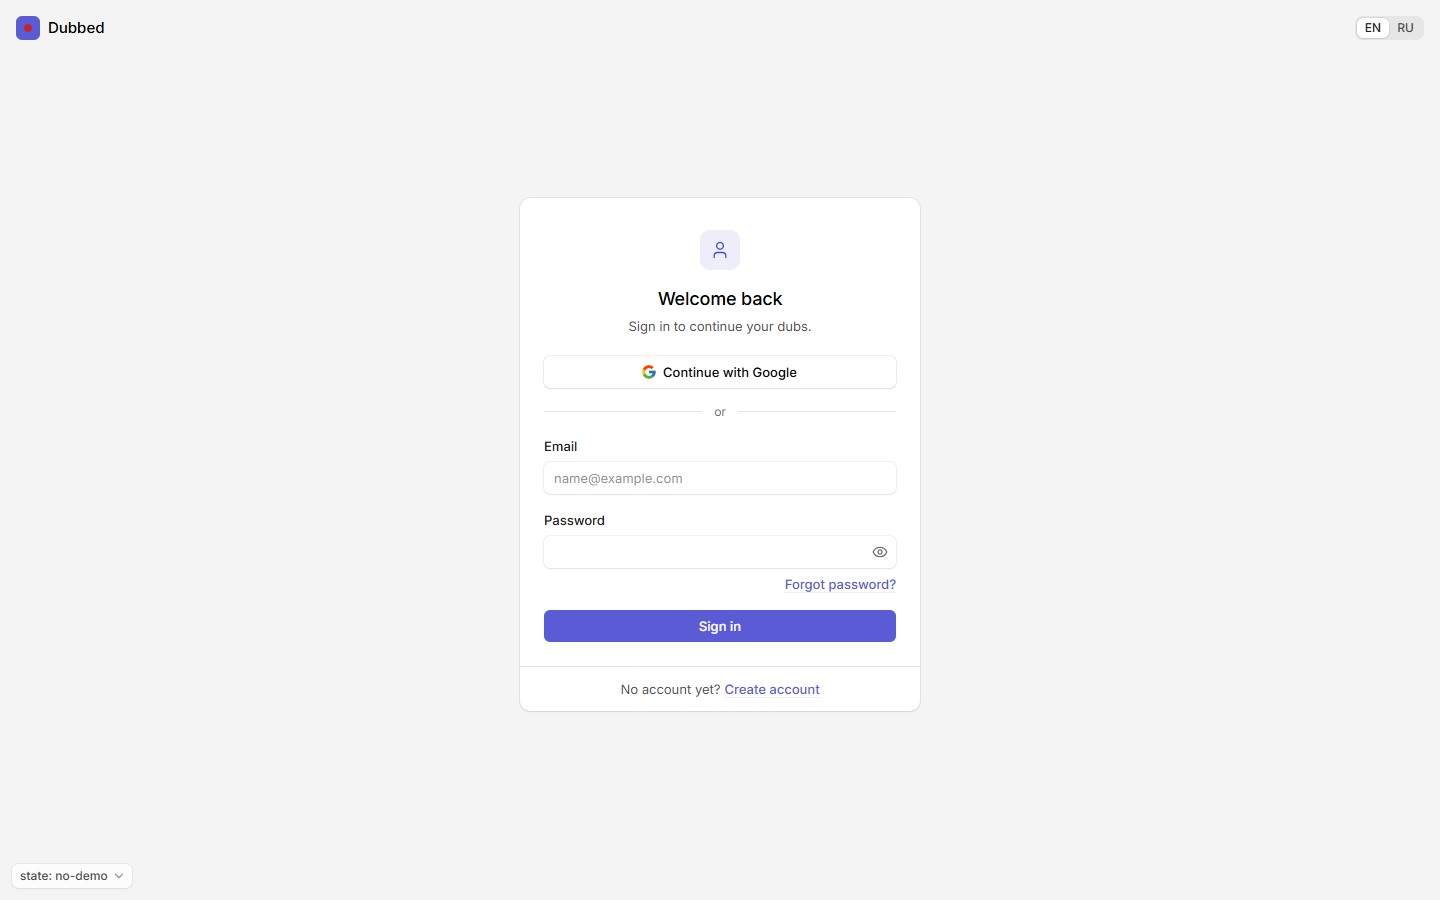 Dubbed
EN RU
Welcome back
Sign in to continue your dubs.
Continue with Google
or
Email
name@example.com
Password
Forgot password?
Sign in
No account yet? Create account
state: no-demo